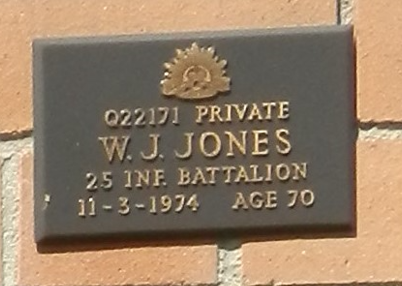 Q22171 PRIVATE
W. J. JONES
25 INF. BATTALION
11-3-1974 AGE 70